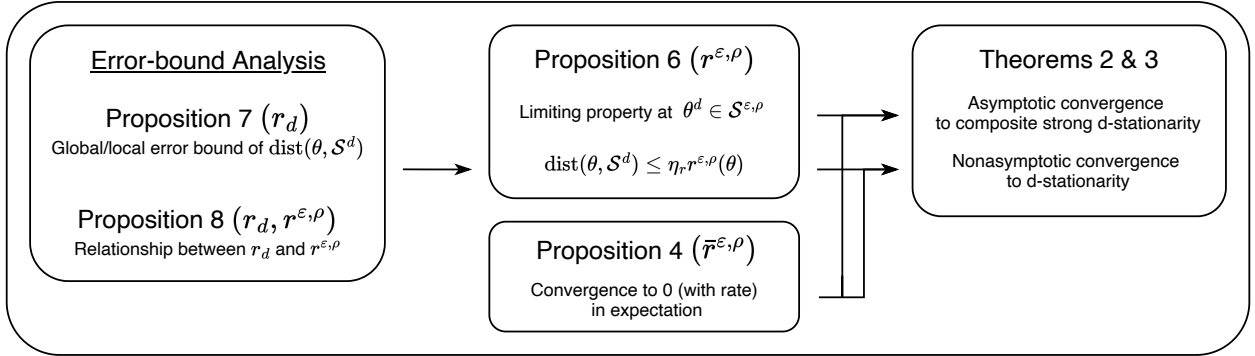 Error-bound Analysis
Proposition 7 (r_d)
Global/local error bound of dist(θ, 𝒮^d)
Proposition 8 (r_d, r^{ε,ρ})
Relationship between r_d and r^{ε,ρ}
Proposition 6 (r^{ε,ρ})
Limiting property at θ^d ∈ 𝒮^{ε,ρ}
dist(θ, 𝒮^d) ≤ η_r r^{ε,ρ}(θ)
Proposition 4 (r̄^{ε,ρ})
Convergence to 0 (with rate)
in expectation
Theorems 2 & 3
Asymptotic convergence
to composite strong d-stationarity
Nonasymptotic convergence
to d-stationarity